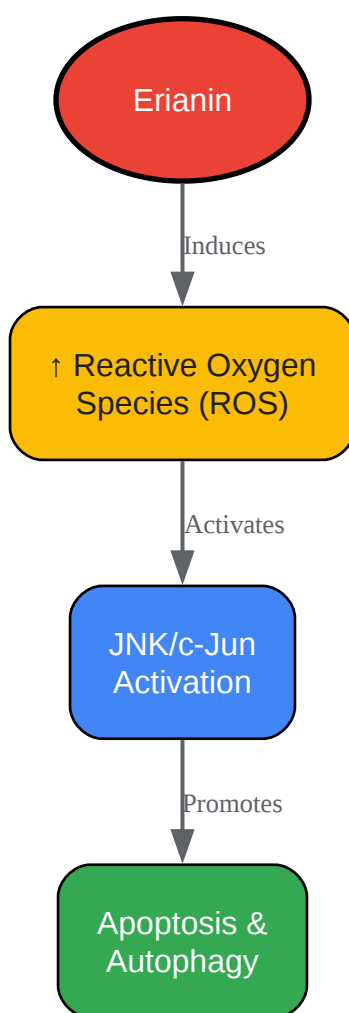 Erianin
Induces
↑ Reactive Oxygen
Species (ROS)
Activates
JNK/c-Jun
Activation
Promotes
Apoptosis &
Autophagy